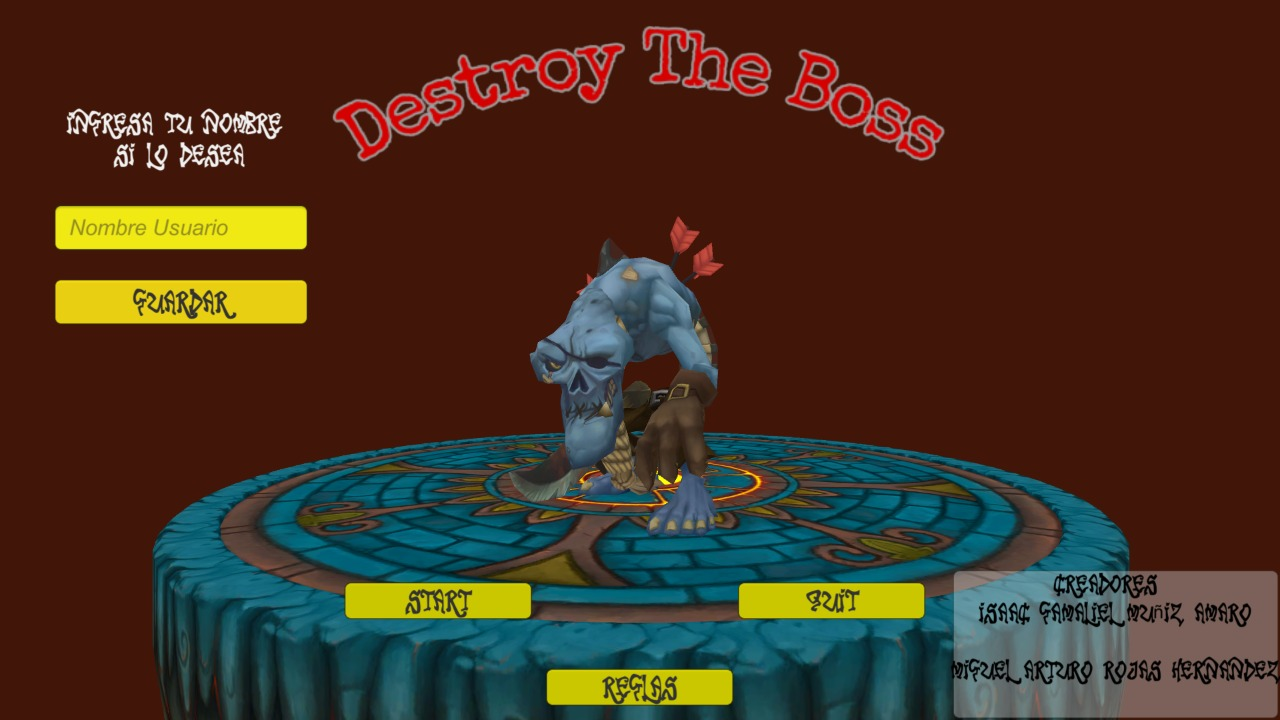 Destroy The Boss
INGRESA TU NOMBRE
SI LO DESEA
Nombre Usuario
GUARDAR
START
QUIT
REGLAS
CREADORES
ISAAC GAMALIEL MUñIZ AMARO
MIGUEL ARTURO ROJAS HERNANDEZ